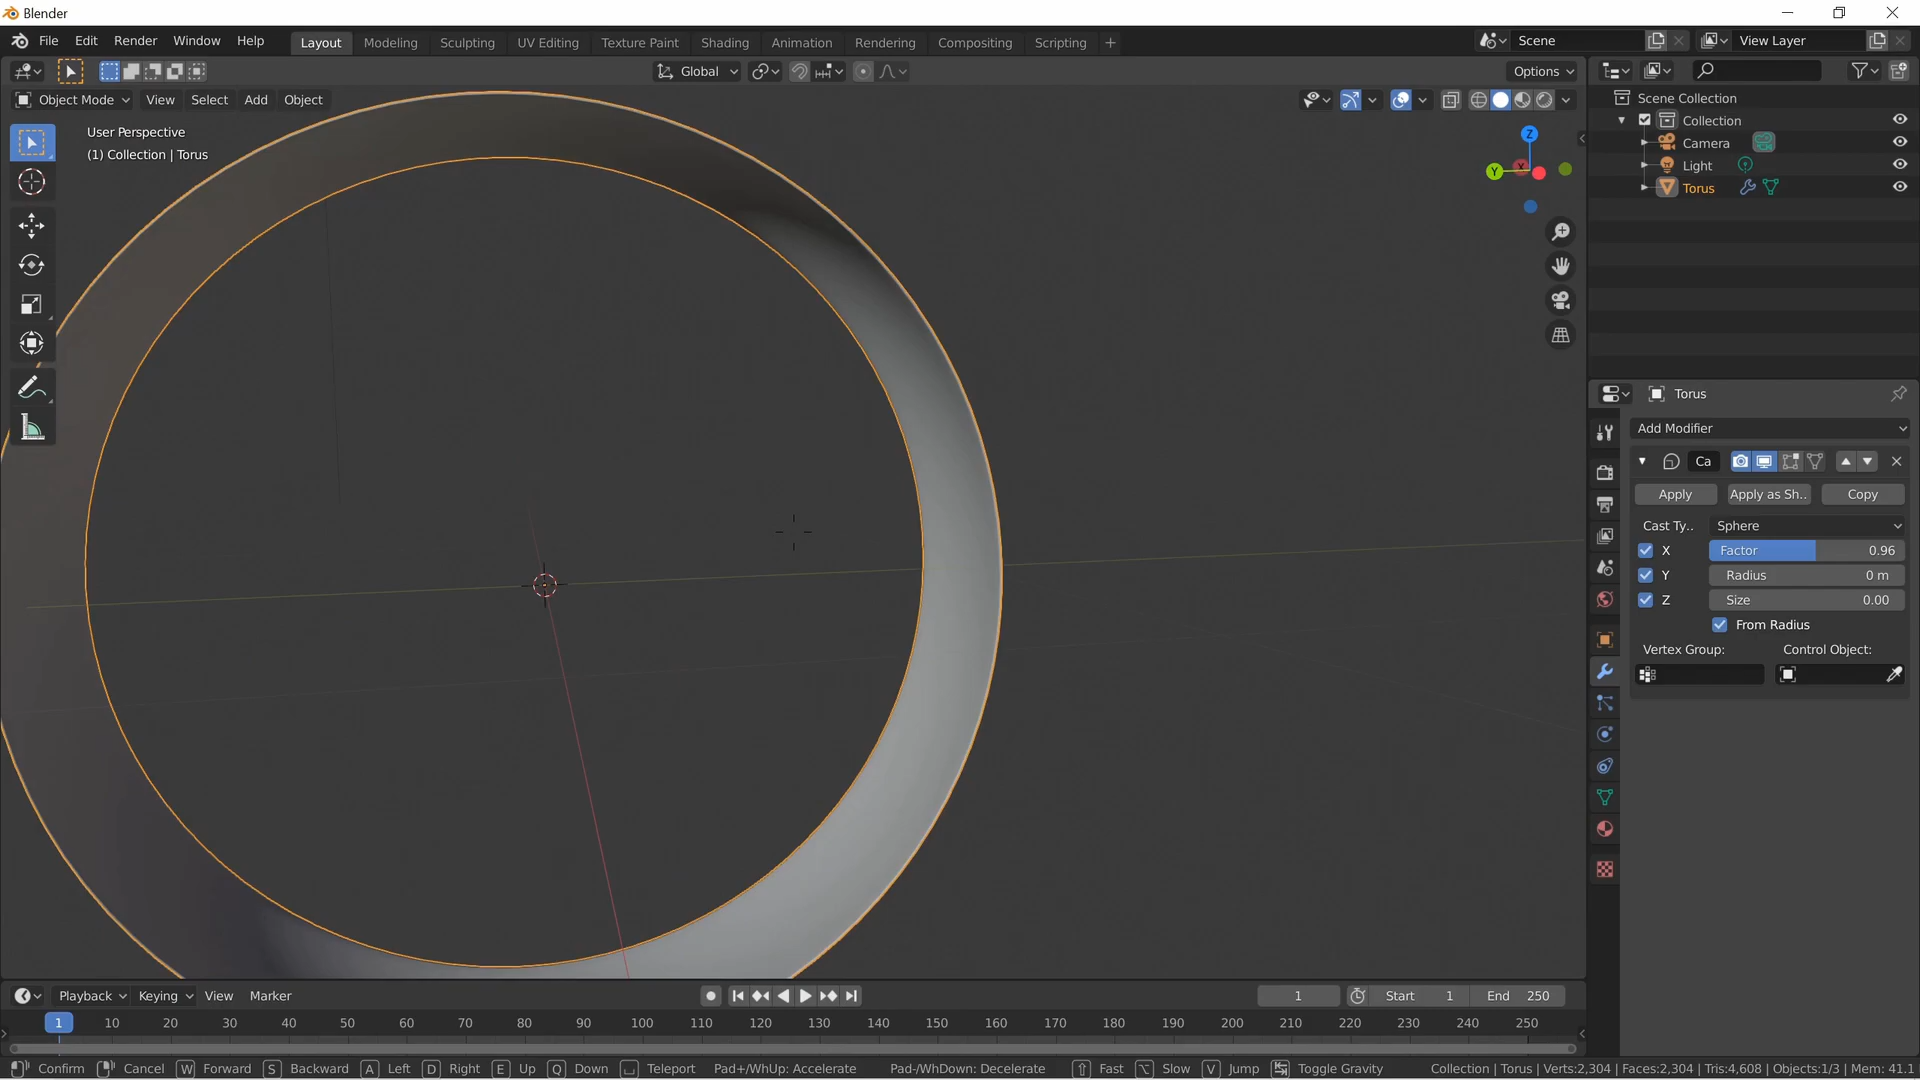 Blender
File Edit Render Window Help Layout Modeling Sculpting UV Editing Texture Paint Shading Animation Rendering Compositing Scripting + Scene View Layer
Global Options
Object Mode View Select Add Object
User Perspective
(1) Collection | Torus
Z
Y X
Scene Collection
Collection
Camera
Light
Torus
Torus
Add Modifier
Ca
Apply Apply as Sh.. Copy
Cast Ty.. Sphere
X Factor 0.96
Y Radius 0 m
Z Size 0.00
From Radius
Vertex Group: Control Object:
Playback Keying View Marker 1 Start 1 End 250
1 10 20 30 40 50 60 70 80 90 100 110 120 130 140 150 160 170 180 190 200 210 220 230 240 250
Confirm Cancel W Forward S Backward A Left D Right E Up Q Down Teleport Pad+/WhUp: Accelerate Pad-/WhDown: Decelerate Fast Slow V Jump Toggle Gravity Collection | Torus | Verts:2,304 | Faces:2,304 | Tris:4,608 | Objects:1/3 | Mem: 41.1